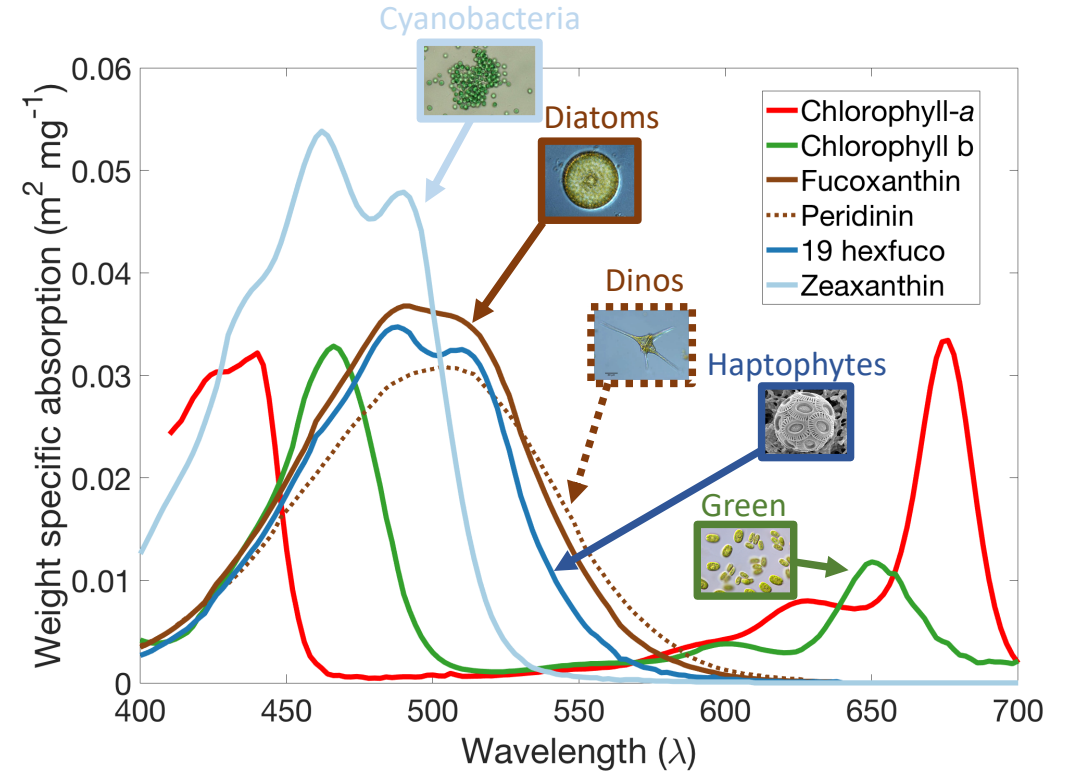 Cyanobacteria
Diatoms
Dinos
Haptophytes
Green
Chlorophyll-a
Chlorophyll b
Fucoxanthin
Peridinin
19 hexfuco
Zeaxanthin
Weight specific absorption (m² mg⁻¹)
0.06
0.05
0.04
0.03
0.02
0.01
0
400 450 500 550 600 650 700
Wavelength (λ)